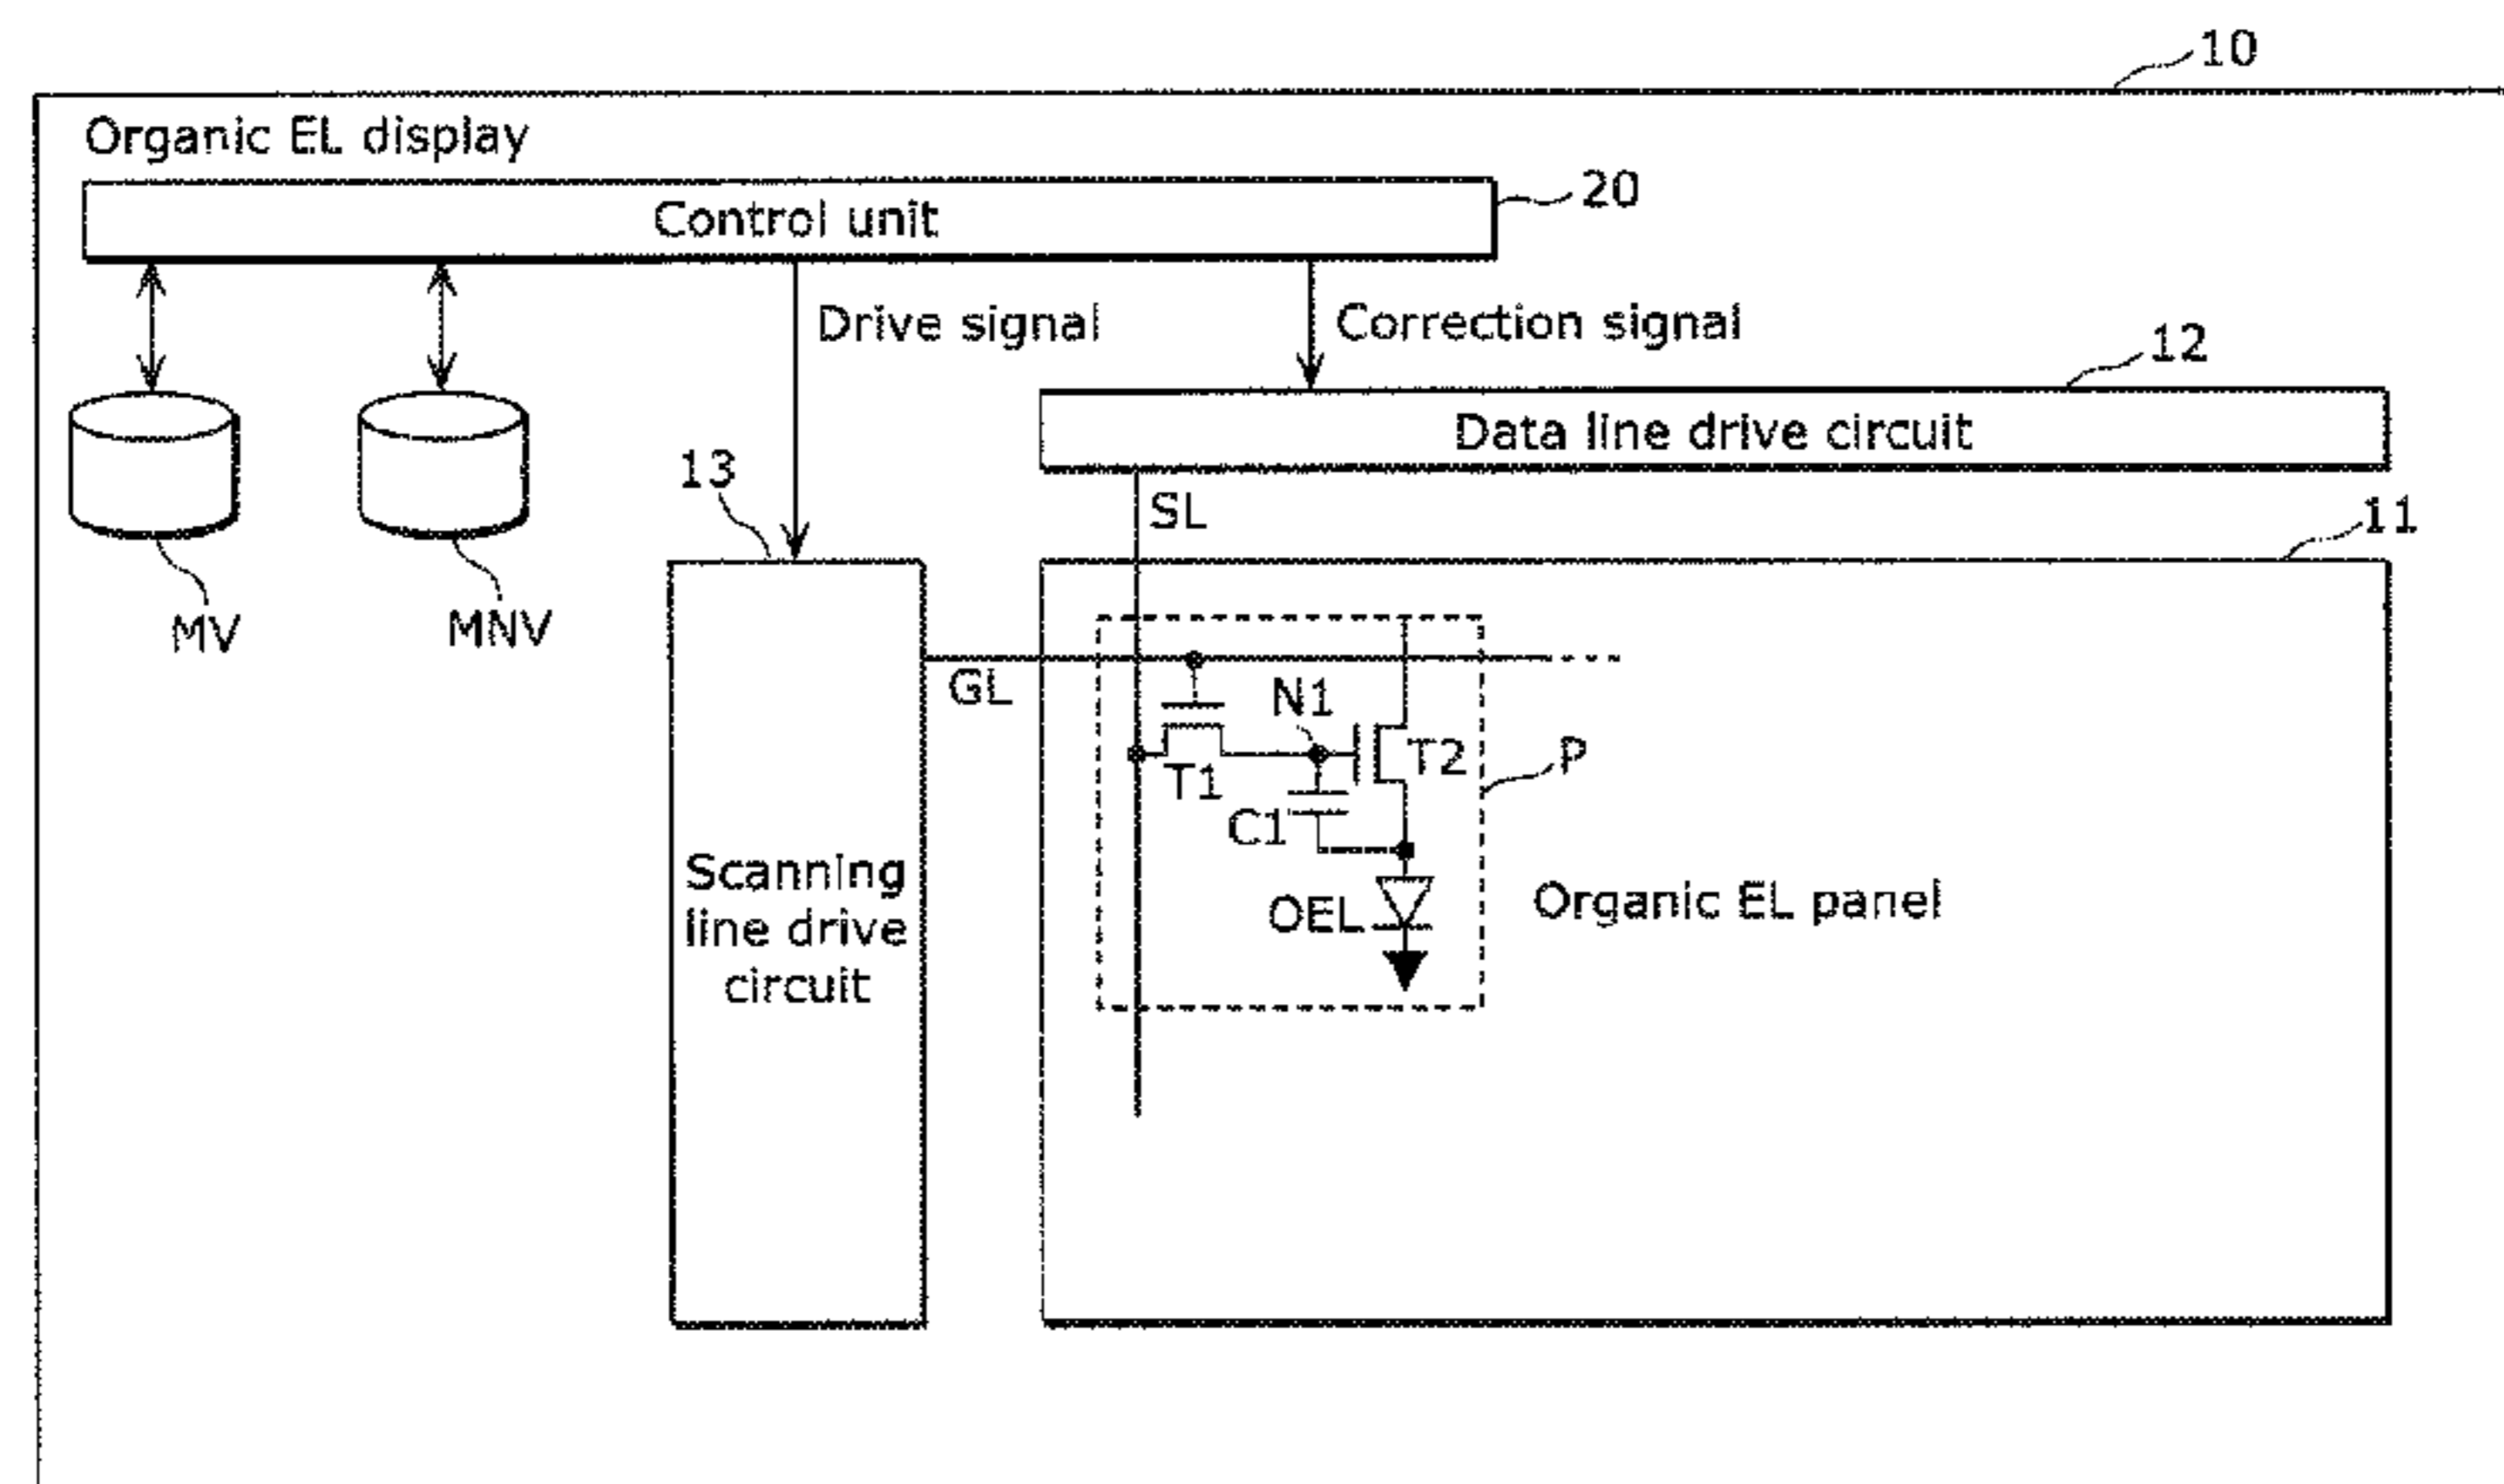 10
Organic EL display
20
Control unit
Drive signal
Correction signal
12
Data line drive circuit
13
SL
11
MV
MNV
GL
N1
T2
P
T1
C1
Scanning
line drive
circuit
OEL
Organic EL panel